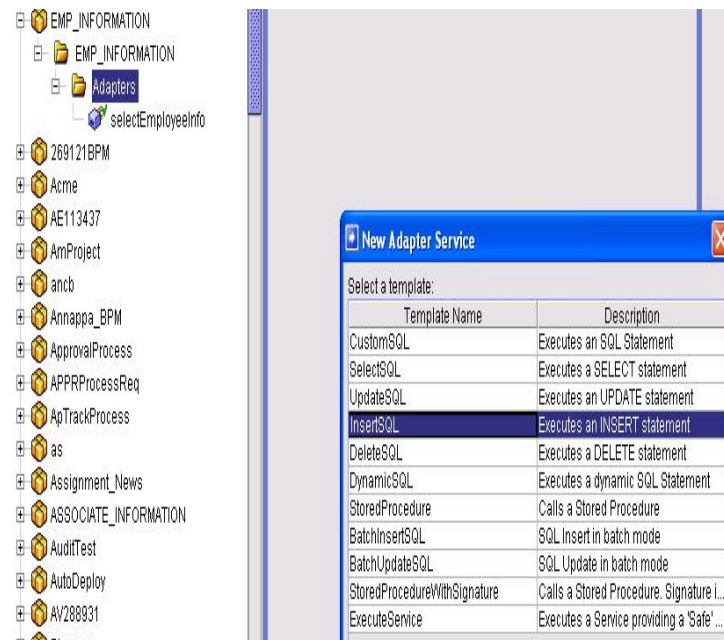 EMP_INFORMATION
EMP_INFORMATION
Adapters
selectEmployeeInfo
269121BPM
Acme
AE113437
AmProject
ancb
Annappa_BPM
ApprovalProcess
APPRProcessReq
ApTrackProcess
as
Assignment_News
ASSOCIATE_INFORMATION
AuditTest
AutoDeploy
AV288931
New Adapter Service
Select a template:
Template Name Description
CustomSQL Executes an SQL Statement
SelectSQL Executes a SELECT statement
UpdateSQL Executes an UPDATE statement
InsertSQL Executes an INSERT statement
DeleteSQL Executes a DELETE statement
DynamicSQL Executes a dynamic SQL Statement
StoredProcedure Calls a Stored Procedure
BatchInsertSQL SQL Insert in batch mode
BatchUpdateSQL SQL Update in batch mode
StoredProcedureWithSignature Calls a Stored Procedure. Signature i...
ExecuteService Executes a Service providing a 'Safe' ...